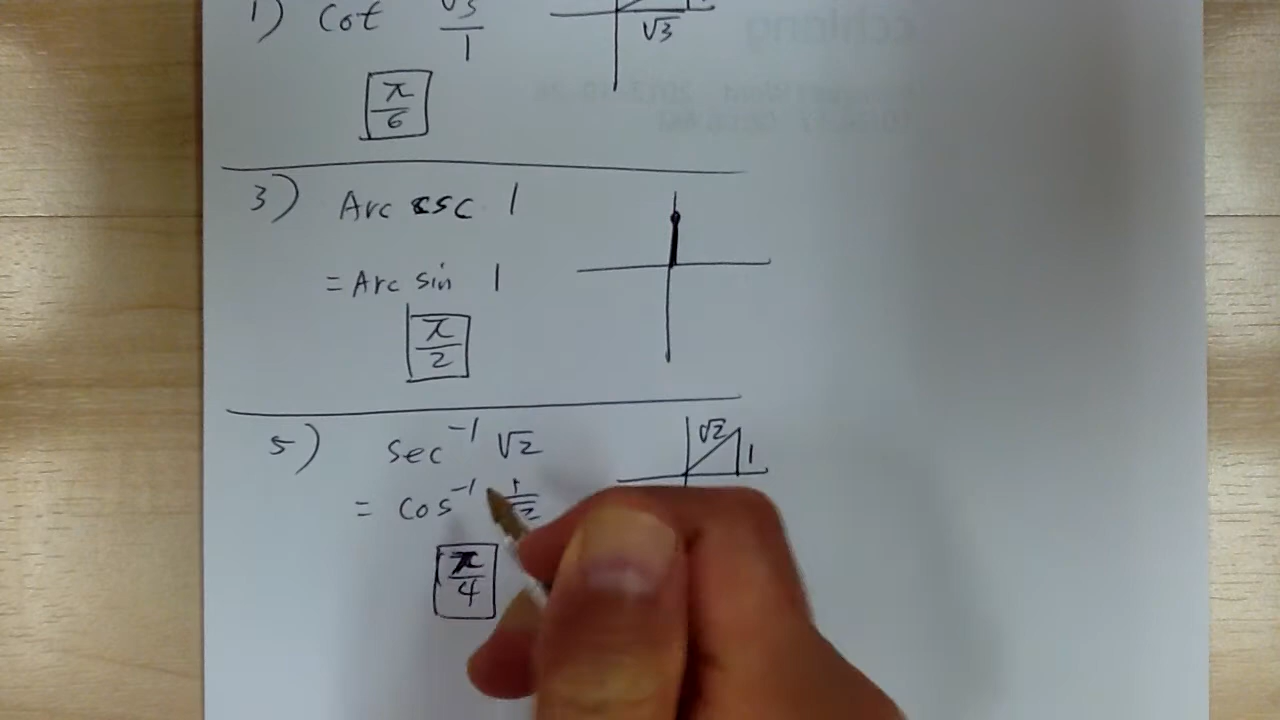 1) Cot √3/1
√3
π/6
3) Arc csc 1
= Arc sin 1
π/2
5) sec⁻¹ √2
√2 1
= cos⁻¹ 1/√2
π/4